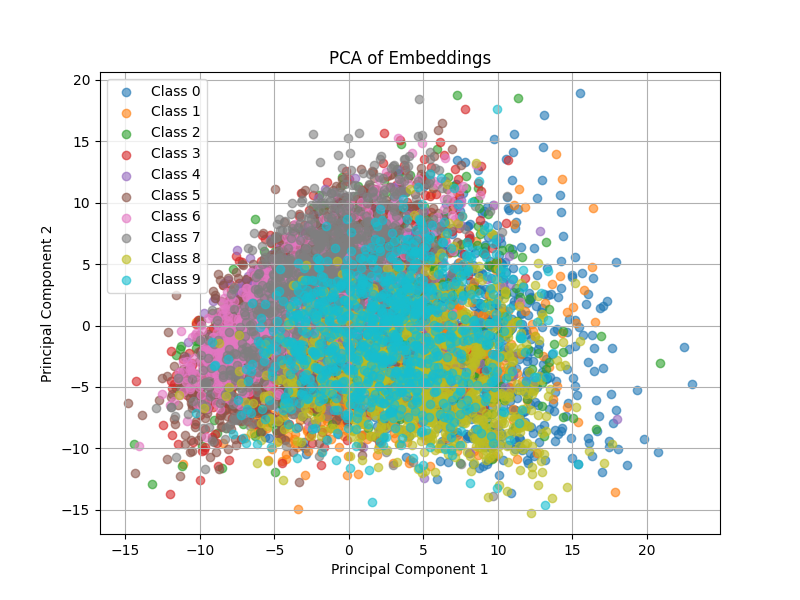 PCA of Embeddings
Class 0
Class 1
Class 2
Class 3
Class 4
Class 5
Class 6
Class 7
Class 8
Class 9
20
15
10
5
0
−5
−10
−15
Principal Component 2
−15 −10 −5 0 5 10 15 20
Principal Component 1